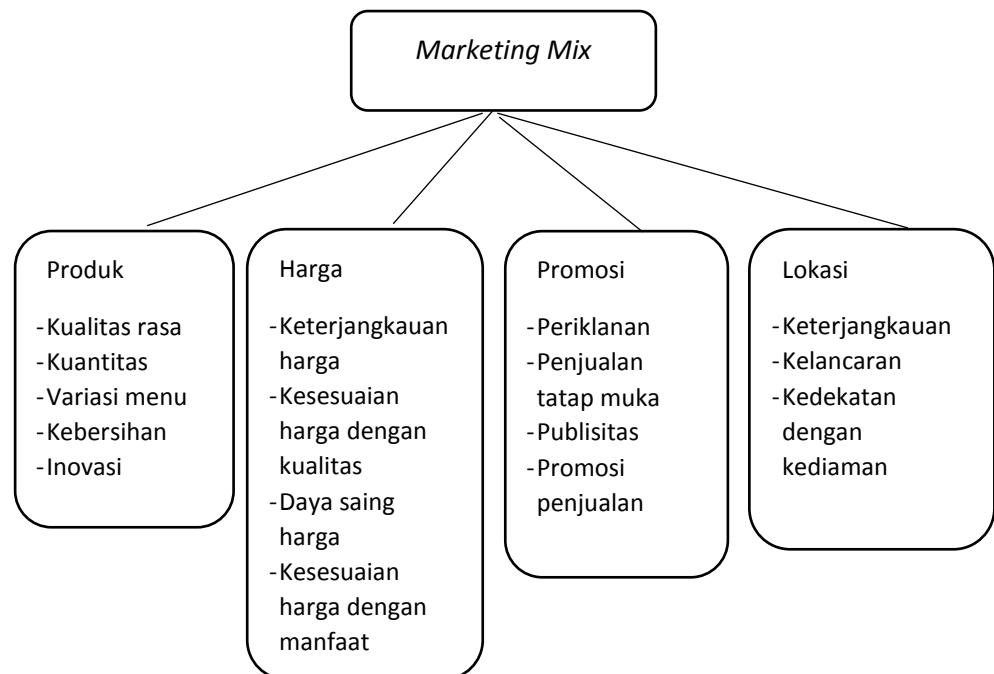 Marketing Mix
Produk
-Kualitas rasa
-Kuantitas
-Variasi menu
-Kebersihan
-Inovasi
Harga
-Keterjangkauan
harga
-Kesesuaian
harga dengan
kualitas
-Daya saing
harga
-Kesesuaian
harga dengan
manfaat
Promosi
-Periklanan
-Penjualan
tatap muka
-Publisitas
-Promosi
penjualan
Lokasi
-Keterjangkauan
-Kelancaran
-Kedekatan
dengan
kediaman